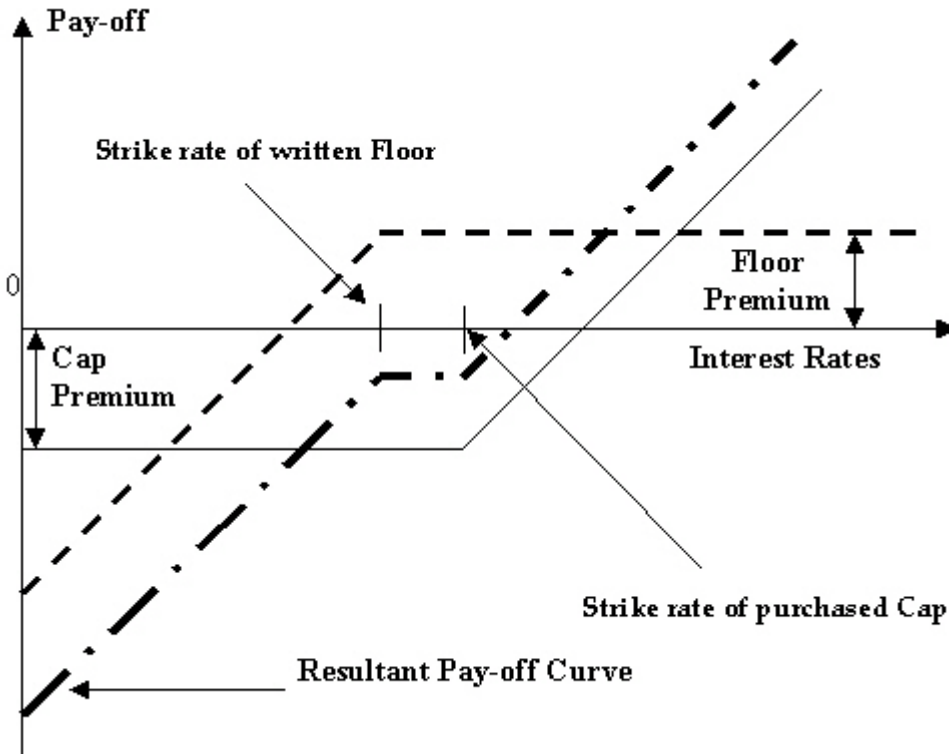 Pay-off
Strike rate of written Floor
0
Floor
Premium
Cap
Premium
Interest Rates
Strike rate of purchased Cap
Resultant Pay-off Curve